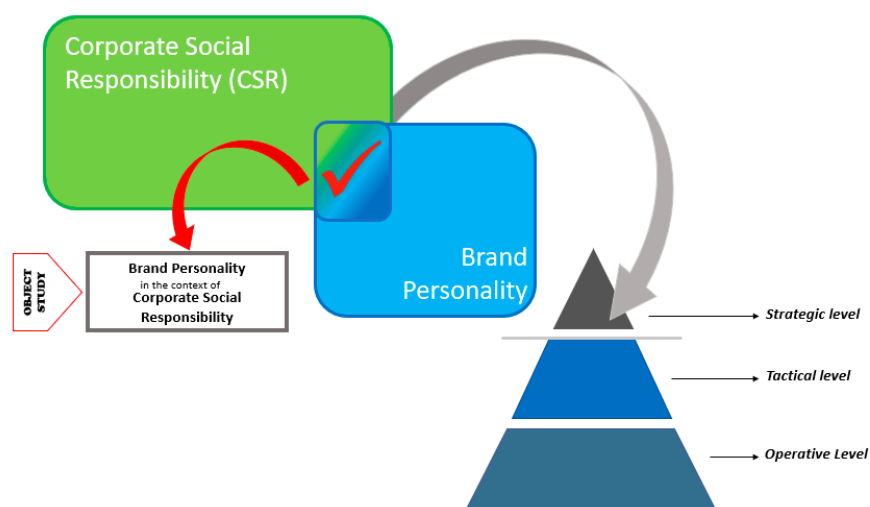 Corporate Social
Responsibility (CSR)
Brand
Personality
OBJECT
STUDY
Brand Personality
in the context of
Corporate Social
Responsibility
Strategic level
Tactical level
Operative Level